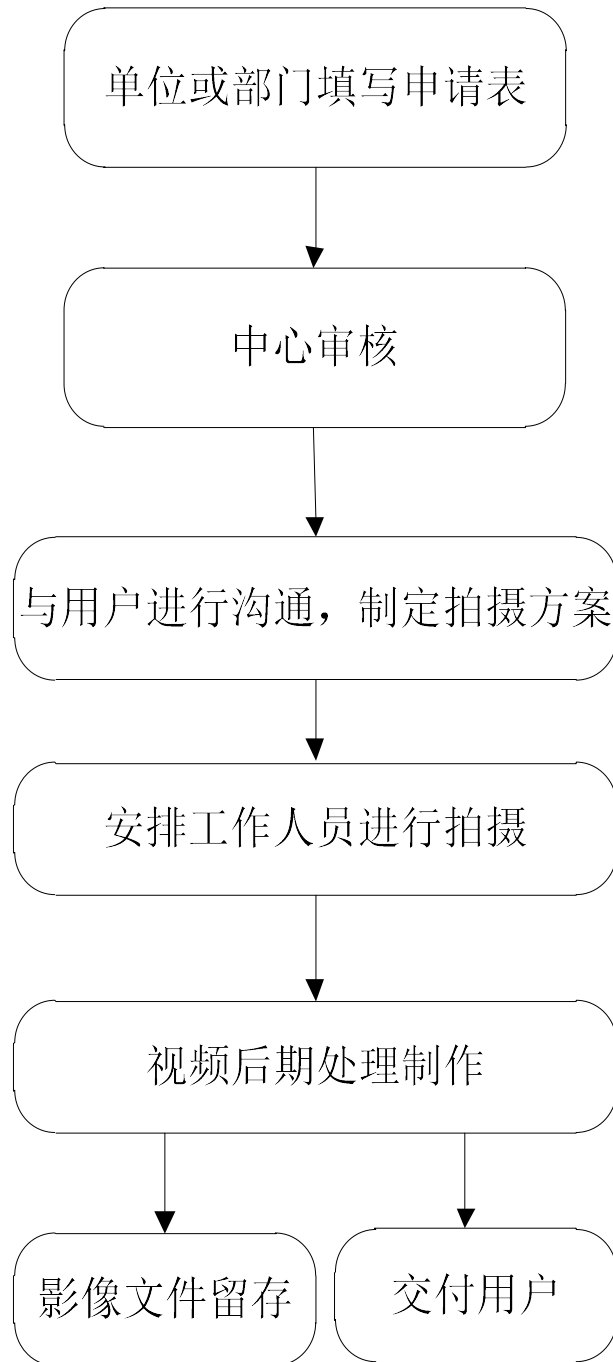 单位或部门填写申请表
中心审核
与用户进行沟通，制定拍摄方案
安排工作人员进行拍摄
视频后期处理制作
影像文件留存
交付用户